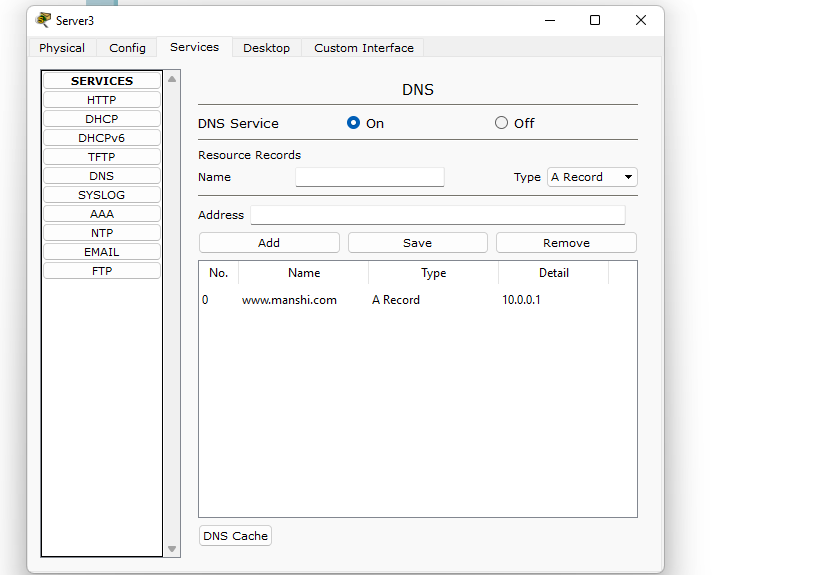 Server3
Physical Config Services Desktop Custom Interface
SERVICES
HTTP
DHCP
DHCPv6
TFTP
DNS
SYSLOG
AAA
NTP
EMAIL
FTP
DNS
DNS Service On Off
Resource Records
Name Type A Record
Address
Add Save Remove
No. Name Type Detail
0 www.manshi.com A Record 10.0.0.1
DNS Cache